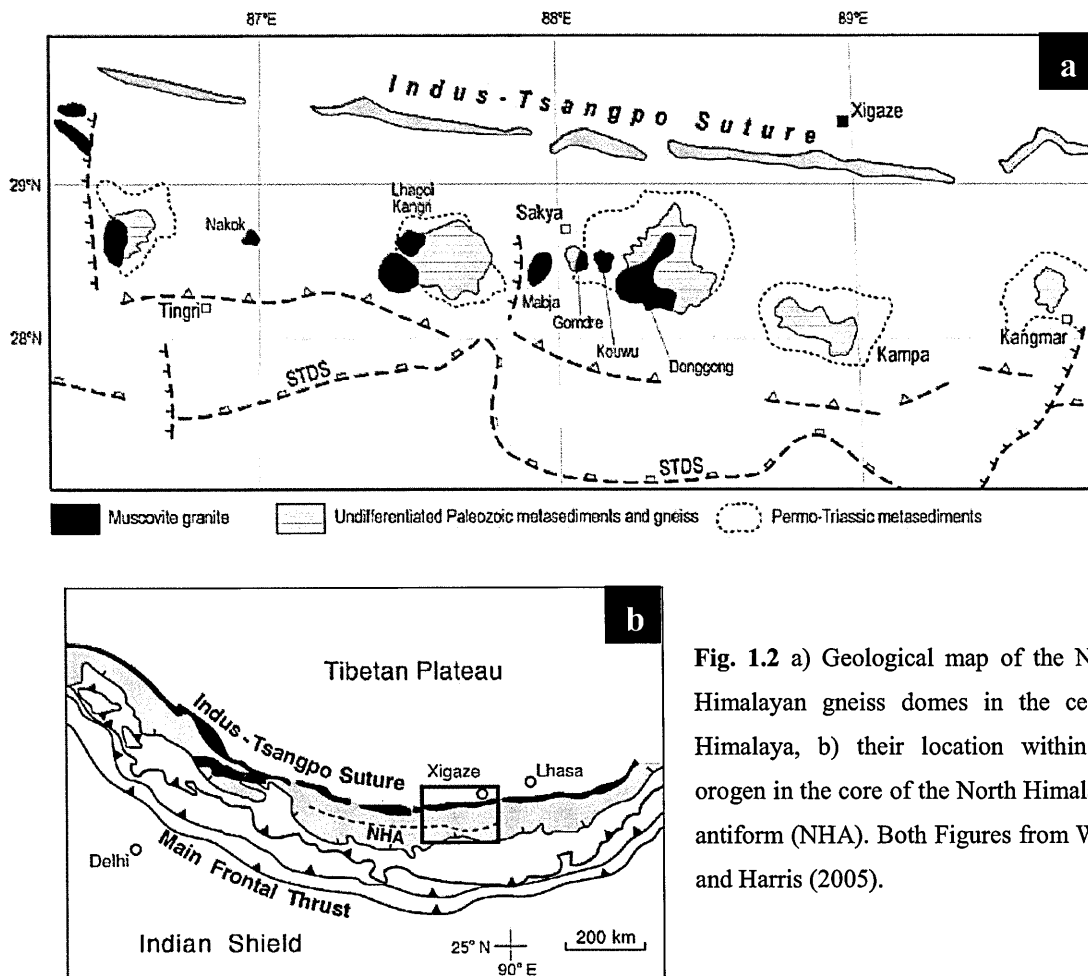 87°E
88°E
89°E
a
Indus-Tsangpo Suture
Xigaze
29°N
Lhagoi
Kangri
Nakok
Sakya
Mabja
Gomdre
Kouwu
Donggong
Tingri
28°N
Kampa
Kangmar
STDS
STDS
Muscovite granite
Undifferentiated Paleozoic metasediments and gneiss
Permo-Triassic metasediments
b
Tibetan Plateau
Indus-Tsangpo Suture
Xigaze
Lhasa
NHA
Delhi
Main Frontal Thrust
Indian Shield
25° N
90° E
200 km
Fig. 1.2 a) Geological map of the N
Himalayan gneiss domes in the ce
Himalaya, b) their location within
orogen in the core of the North Himal
antiform (NHA). Both Figures from W
and Harris (2005).